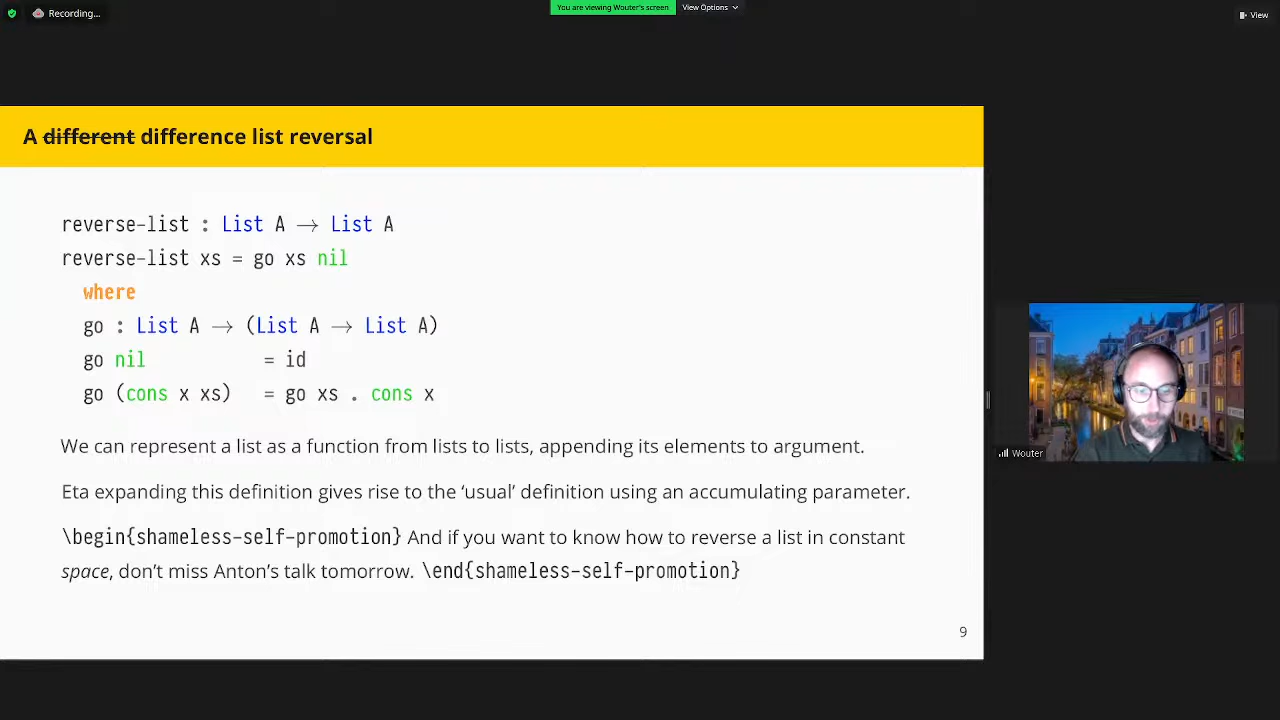 Recording...
You are viewing Wouter's screen
View Options
View
A different difference list reversal
reverse-list : List A → List A
reverse-list xs = go xs nil
where
go : List A → (List A → List A)
go nil = id
go (cons x xs) = go xs . cons x
We can represent a list as a function from lists to lists, appending its elements to argument.
Eta expanding this definition gives rise to the ‘usual’ definition using an accumulating parameter.
\begin{shameless-self-promotion} And if you want to know how to reverse a list in constant
space, don’t miss Anton’s talk tomorrow. \end{shameless-self-promotion}
9
Wouter